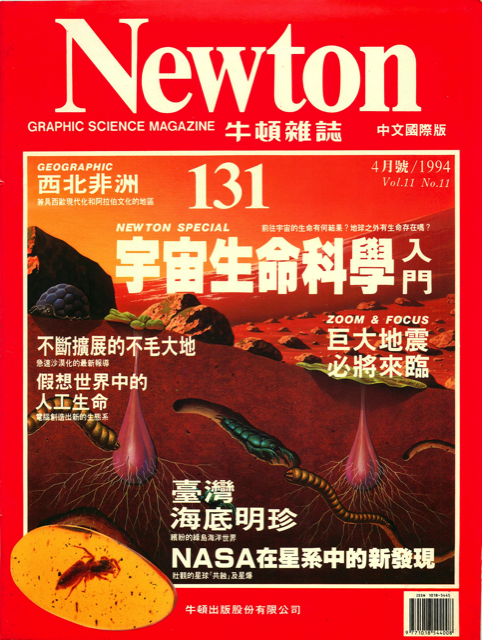 Newton
GRAPHIC SCIENCE MAGAZINE 牛頓雜誌 中文國際版
GEOGRAPHIC
西北非洲
兼具西歐現代化和阿拉伯文化的地區
131
4月號/1994
Vol.11 No.11
NEWTON SPECIAL 前往宇宙的生命有何結果?地球之外有生命存在嗎?
宇宙生命科學入門
ZOOM & FOCUS
巨大地震
必將來臨
不斷擴展的不毛大地
急速沙漠化的最新報導
假想世界中的
人工生命
電腦創造出新的生態系
臺灣
海底明珍
繽紛的綠島海洋世界
NASA在星系中的新發現
壯觀的星球「共融」及星爆
牛頓出版股份有限公司
ISSN 1018-5445
9 771018 544008